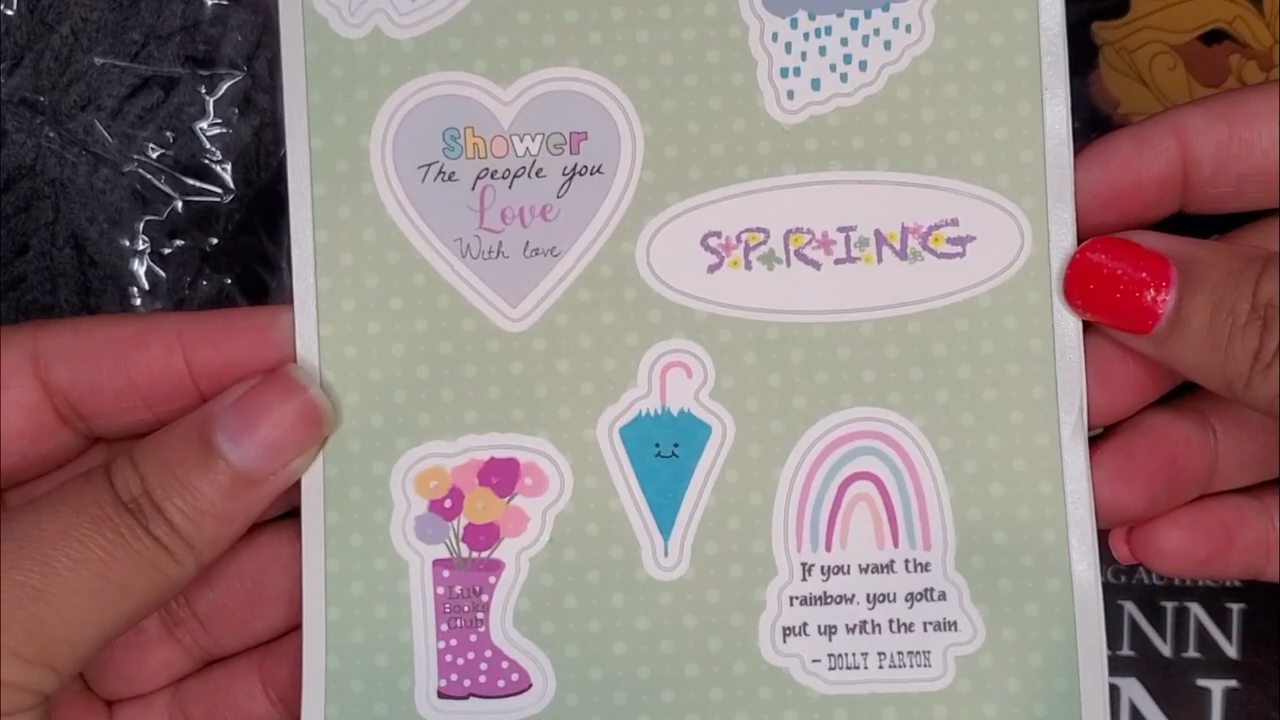 Shower
The people you
Love
With love
SPRING
Luv
Books
Club
If you want the
rainbow, you gotta
put up with the rain
- DOLLY PARTON
NG AUTHOR
ANN